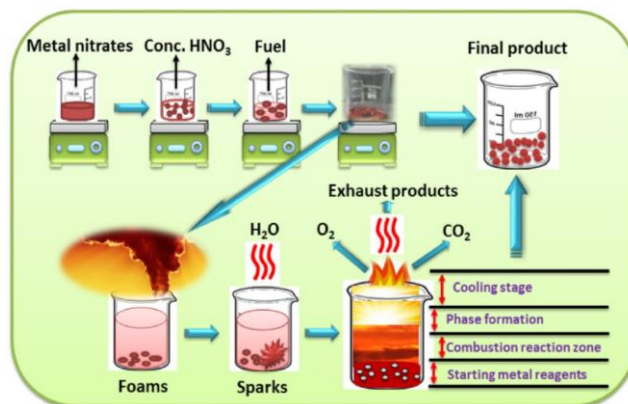 Metal nitrates
Conc. HNO₃
Fuel
Final product
Exhaust products
H₂O
O₂
CO₂
Cooling stage
Phase formation
Combustion reaction zone
Starting metal reagents
Foams
Sparks